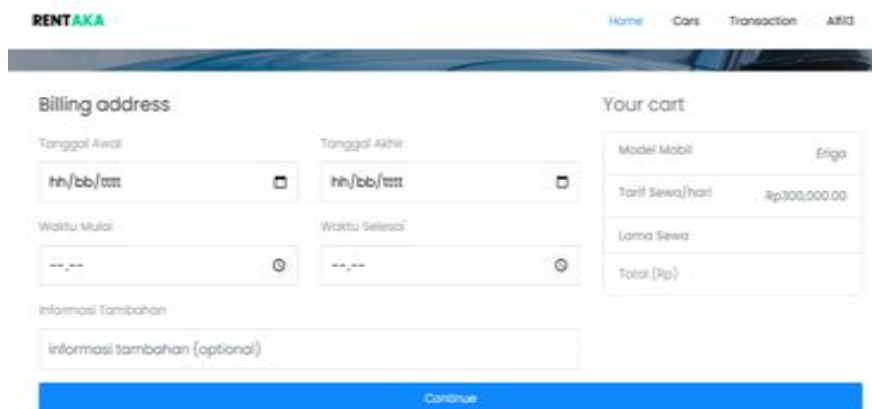 RENTAKA
Home Cars Transaction Alfi13
Billing address
Tanggal Awal Tanggal Akhir
hh/bb/tttt hh/bb/tttt
Waktu Mulai Waktu Selesai
--.-- --.--
Informasi Tambahan
informasi tambahan (optional)
Your cart
Model Mobil Eriga
Tarif Sewa/hari Rp300,000.00
Lama Sewa
Total (Rp)
Continue